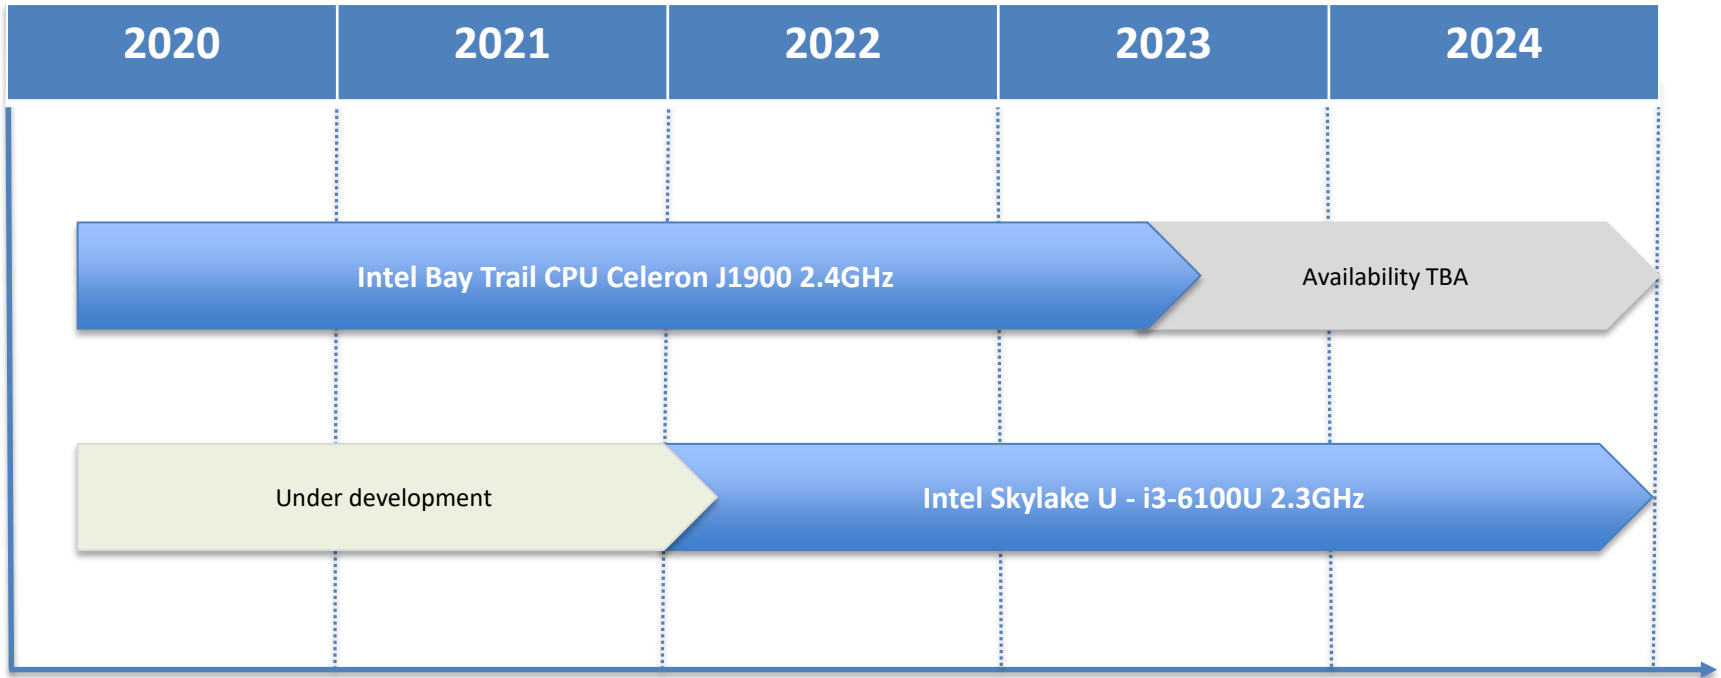 2020
2021
2022
2023
2024
Intel Bay Trail CPU Celeron J1900 2.4GHz
Availability TBA
Under development
Intel Skylake U - i3-6100U 2.3GHz